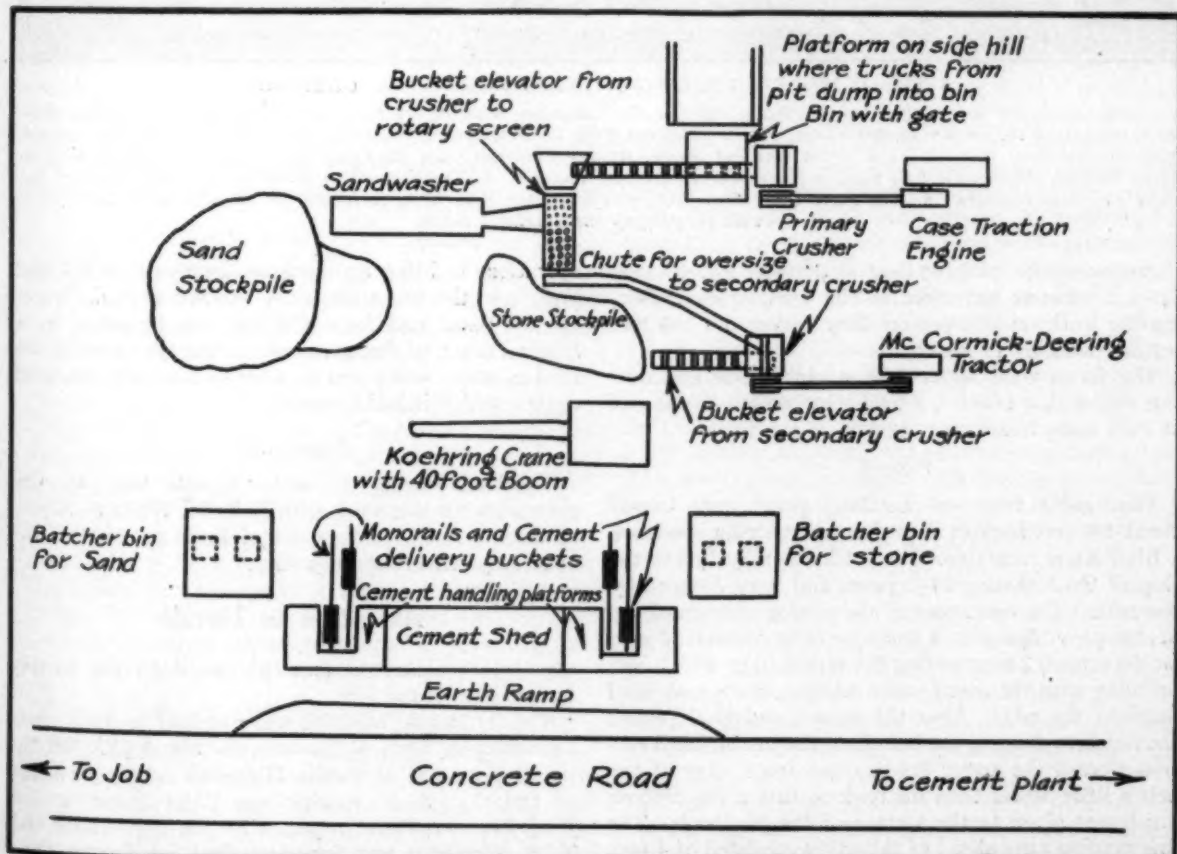 Platform on side hill
where trucks from
pit dump into bin
Bin with gate
Bucket elevator from
crusher to
rotary screen
Sandwasher
Primary
Crusher
Case Traction
Engine
Sand
Stockpile
Chute for oversize
to secondary crusher
Stone Stockpile
Mc Cormick-Deering
Tractor
Bucket elevator
from secondary crusher
Koehring Crane
with 40 foot Boom
Batcher bin
for Sand
Monorails and Cement
delivery buckets
Batcher bin
for stone
Cement handling platforms
Cement Shed
Earth Ramp
To Job
Concrete Road
To cement plant